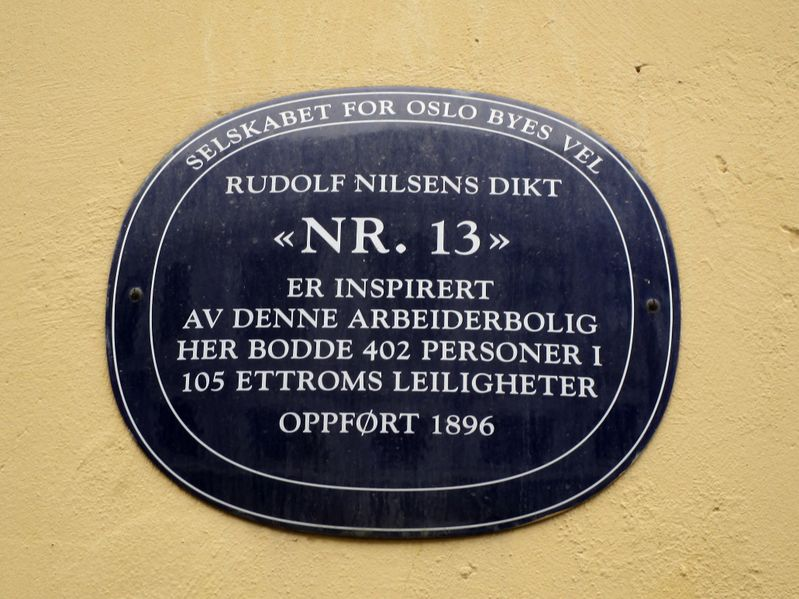 SELSKABET FOR OSLO BYES VEL
RUDOLF NILSENS DIKT
«NR. 13»
ER INSPIRERT
AV DENNE ARBEIDERBOLIG
HER BODDE 402 PERSONER I
105 ETTROMS LEILIGHETER
OPPFØRT 1896